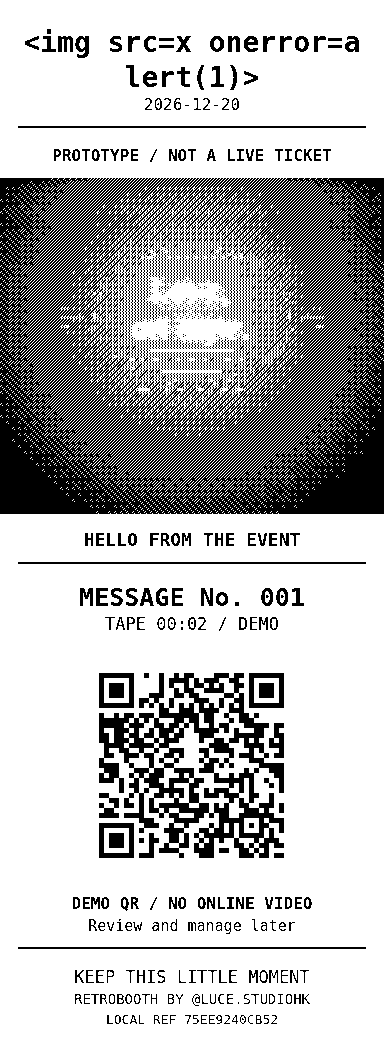 <img src=x onerror=a
lert(1)>
2026-12-20
PROTOTYPE / NOT A LIVE TICKET
HELLO FROM THE EVENT
MESSAGE No. 001
TAPE 00:02 / DEMO
DEMO QR / NO ONLINE VIDEO
Review and manage later
KEEP THIS LITTLE MOMENT
RETROBOOTH BY @LUCE.STUDIOHK
LOCAL REF 75EE9240CB52